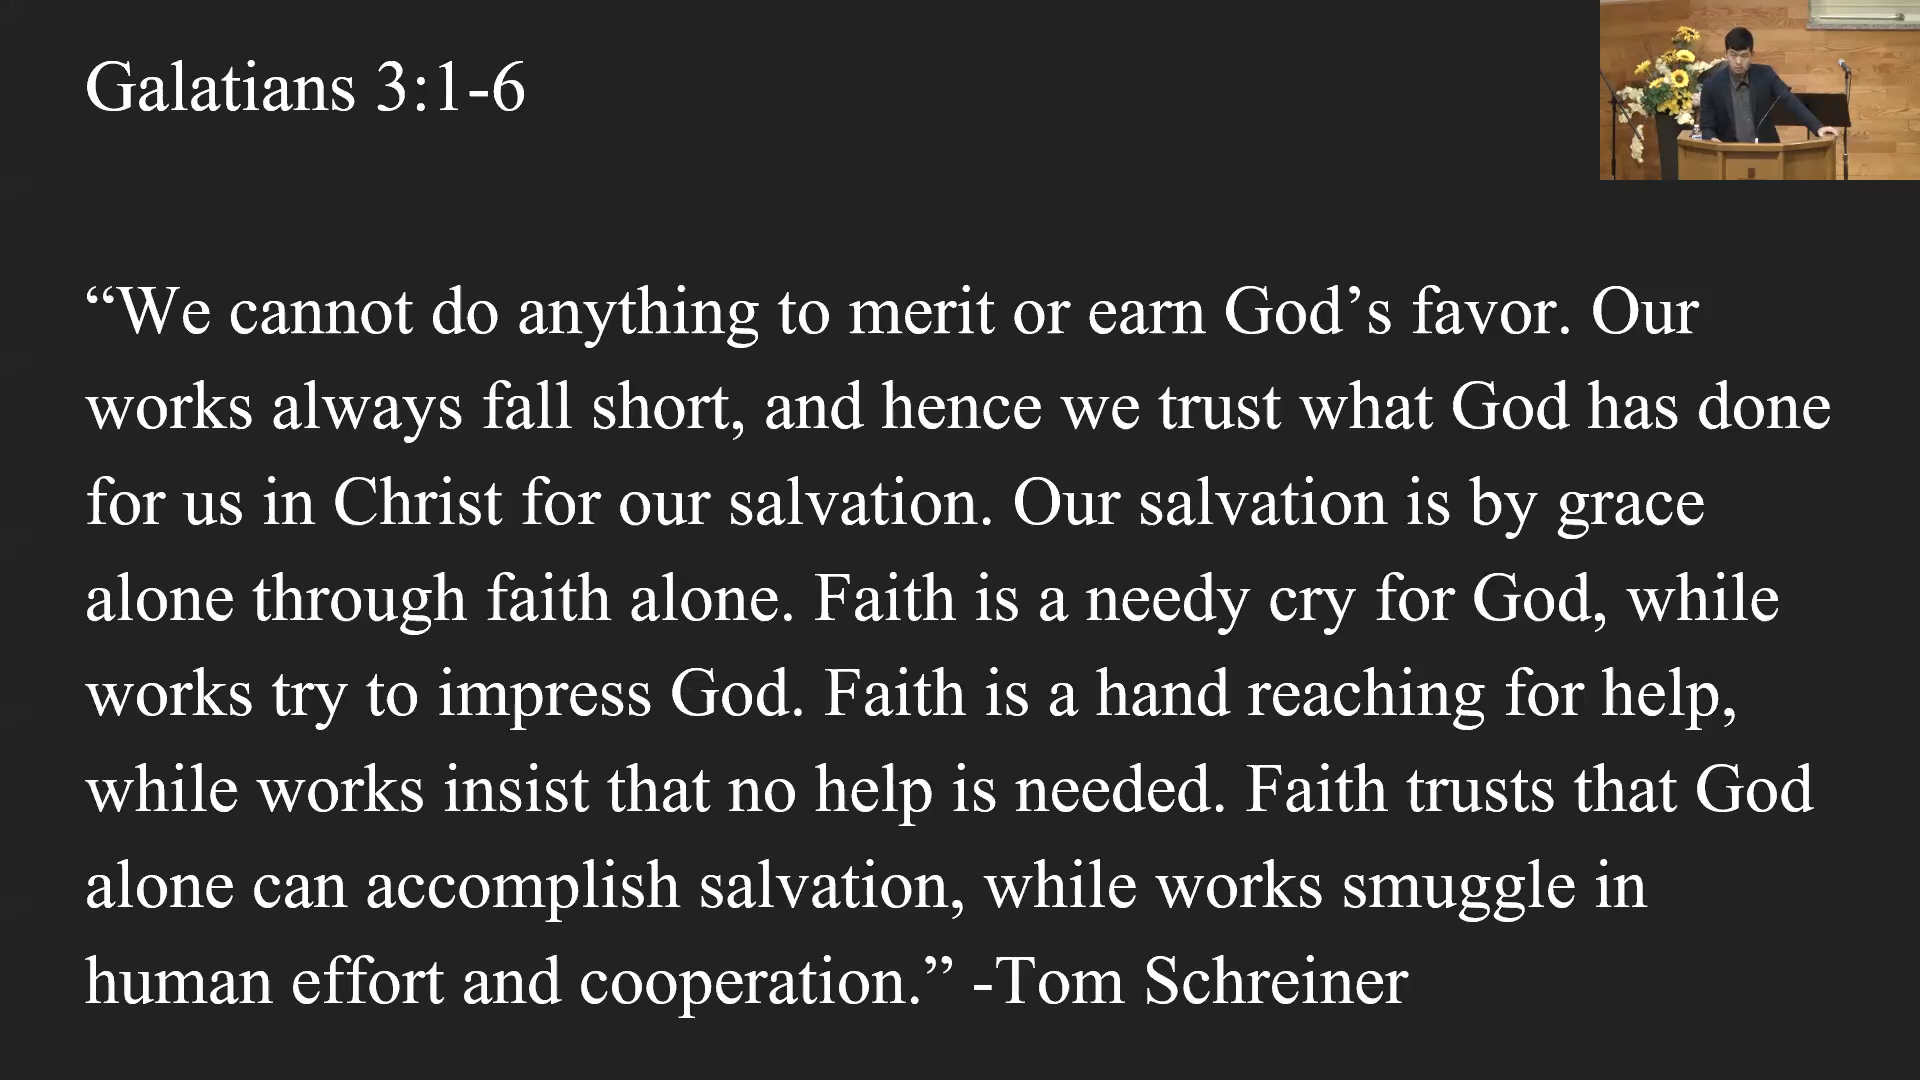 Galatians 3:1-6
“We cannot do anything to merit or earn God’s favor. Our
works always fall short, and hence we trust what God has done
for us in Christ for our salvation. Our salvation is by grace
alone through faith alone. Faith is a needy cry for God, while
works try to impress God. Faith is a hand reaching for help,
while works insist that no help is needed. Faith trusts that God
alone can accomplish salvation, while works smuggle in
human effort and cooperation.” -Tom Schreiner